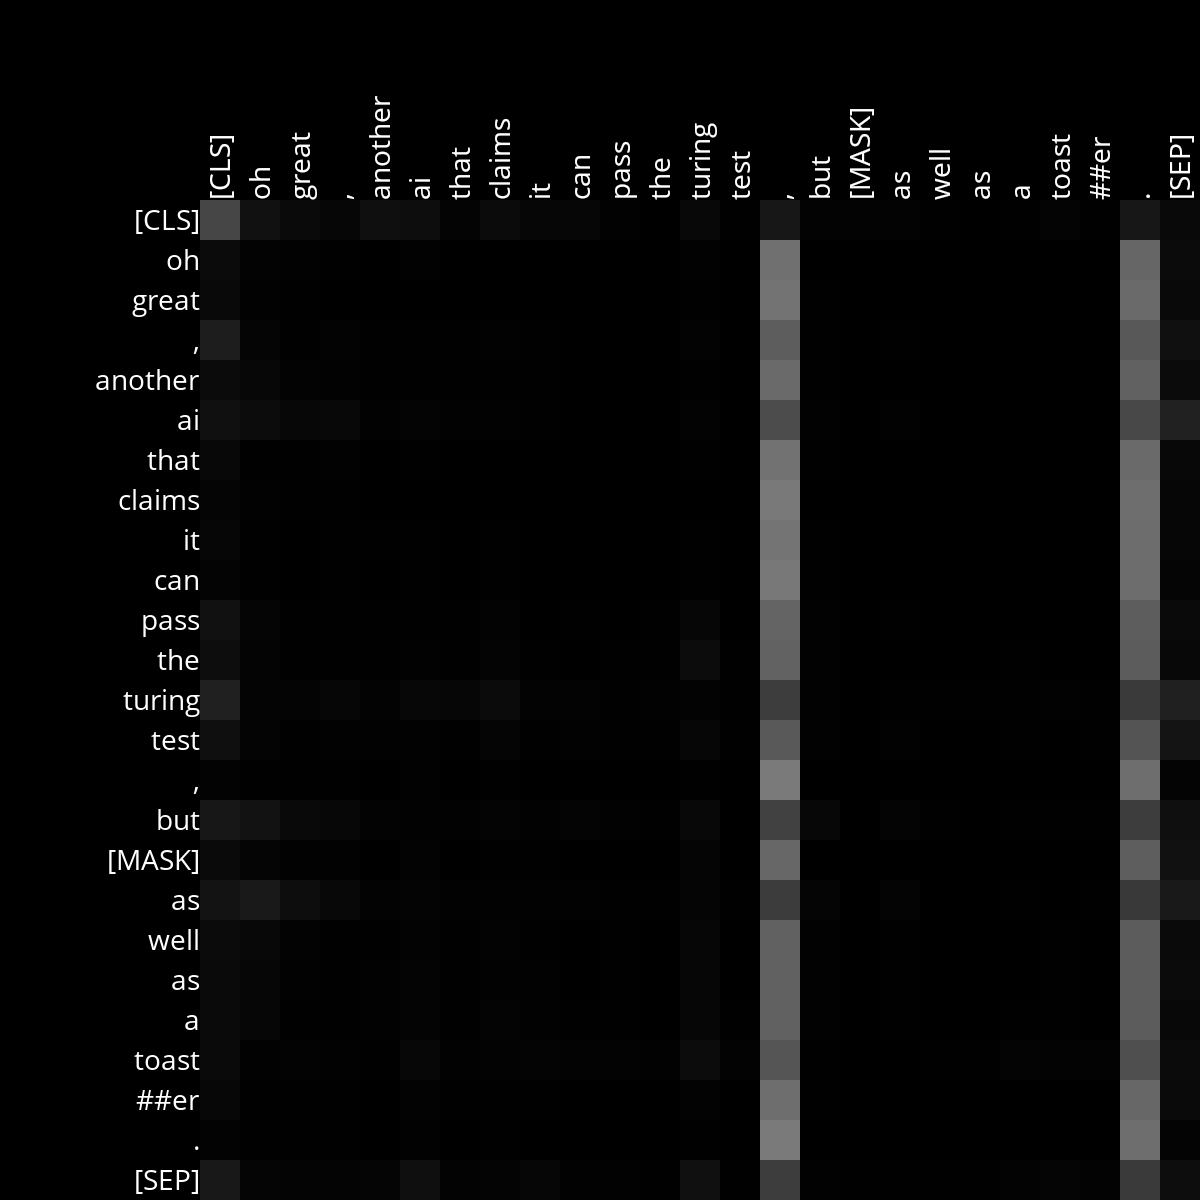 [CLS] oh great , another ai that claims it can pass the turing test , but [MASK] as well as a toast ##er . [SEP]
[CLS]
oh
great
,
another
ai
that
claims
it
can
pass
the
turing
test
,
but
[MASK]
as
well
as
a
toast
##er
.
[SEP]